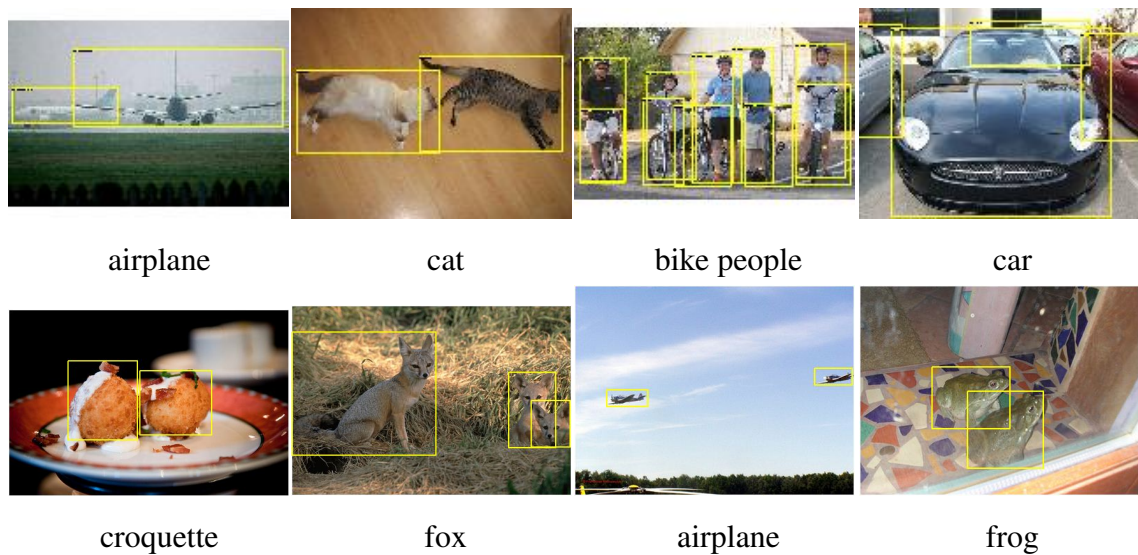 airplane
cat
bike people
car
croquette
fox
airplane
frog